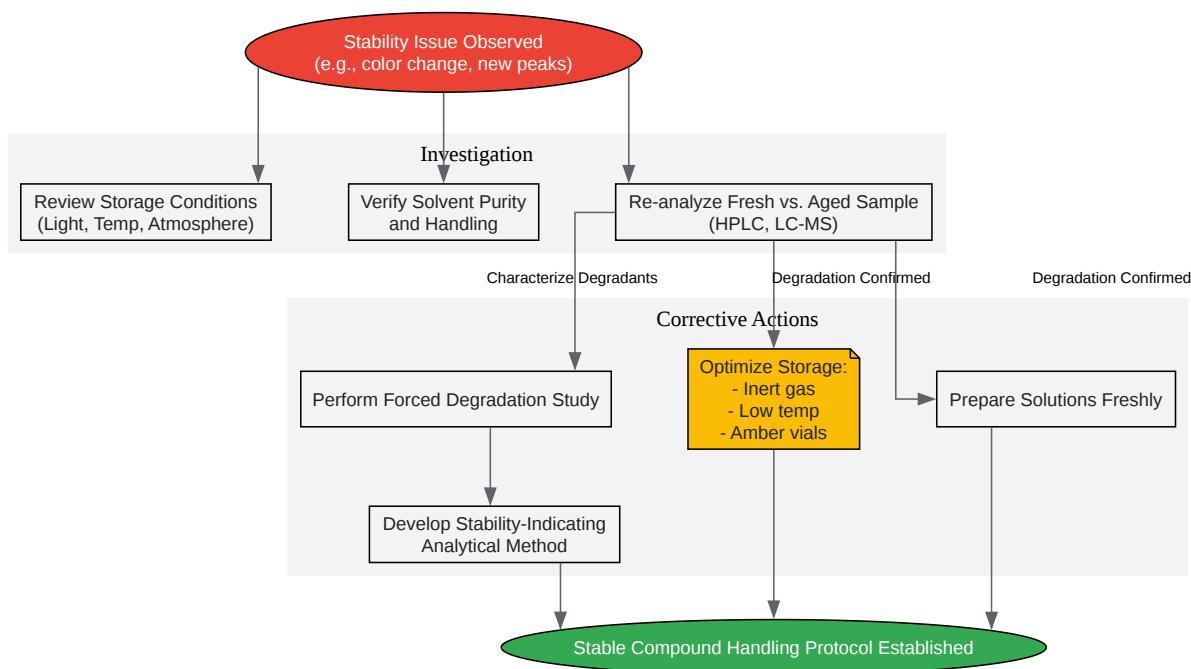 Stability Issue Observed
(e.g., color change, new peaks)
Investigation
Review Storage Conditions
(Light, Temp, Atmosphere)
Verify Solvent Purity
and Handling
Re-analyze Fresh vs. Aged Sample
(HPLC, LC-MS)
Characterize Degradants
Degradation Confirmed
Degradation Confirmed
Corrective Actions
Perform Forced Degradation Study
Optimize Storage:
- Inert gas
- Low temp
- Amber vials
Prepare Solutions Freshly
Develop Stability-Indicating
Analytical Method
Stable Compound Handling Protocol Established